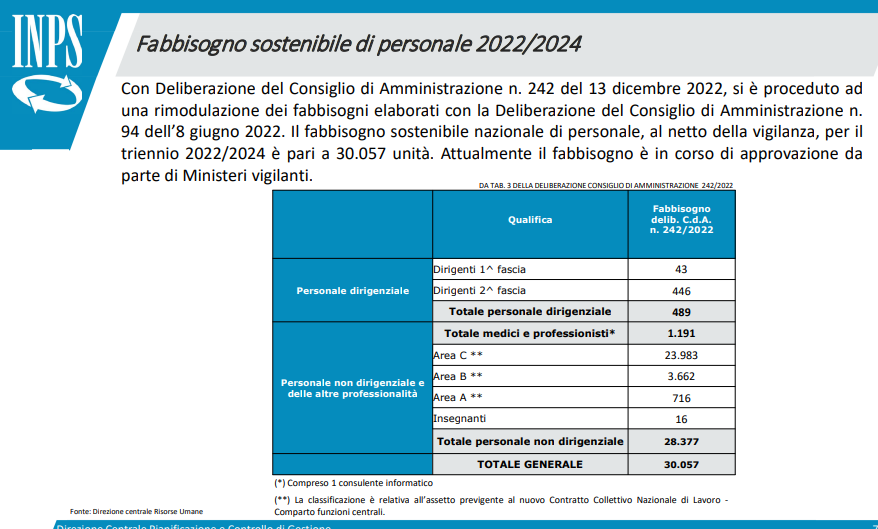 INPS
Fabbisogno sostenibile di personale 2022/2024
Con Deliberazione del Consiglio di Amministrazione n. 242 del 13 dicembre 2022, si è proceduto ad
una rimodulazione dei fabbisogni elaborati con la Deliberazione del Consiglio di Amministrazione n.
94 dell'8 giugno 2022. Il fabbisogno sostenibile nazionale di personale, al netto della vigilanza, per il
triennio 2022/2024 è pari a 30.057 unità. Attualmente il fabbisogno è in corso di approvazione da
parte di Ministeri vigilanti.
DA TAB. 3 DELLA DELIBERAZIONE CONSIGLIO DI AMMINISTRAZIONE 242/2022
Qualifica
Fabbisogno
delib. C.d.A.
n. 242/2022
Personale dirigenziale
Dirigenti 1^ fascia 43
Dirigenti 2^ fascia 446
Totale personale dirigenziale 489
Personale non dirigenziale e
delle altre professionalità
Totale medici e professionisti* 1.191
Area C ** 23.983
Area B ** 3.662
Area A ** 716
Insegnanti 16
Totale personale non dirigenziale 28.377
TOTALE GENERALE 30.057
(*) Compreso 1 consulente informatico
(**) La classificazione è relativa all'assetto previgente al nuovo Contratto Collettivo Nazionale di Lavoro -
Comparto funzioni centrali.
Fonte: Direzione centrale Risorse Umane
Direzione Centrale Pianificazione e Controllo di Gestione